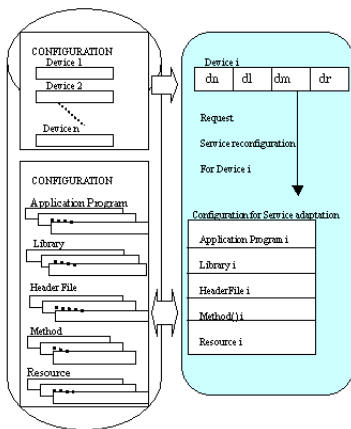 CONFIGURATION
Device 1
Device 2
Device n
CONFIGURATION
Application Program
Library
Header File
Method
Resource
Device i
dn dl dm dr
Request
Service reconfiguration
For Device i
Configuration for Service adaptation
Application Program i
Library i
HeaderFile i
Method() i
Resource i